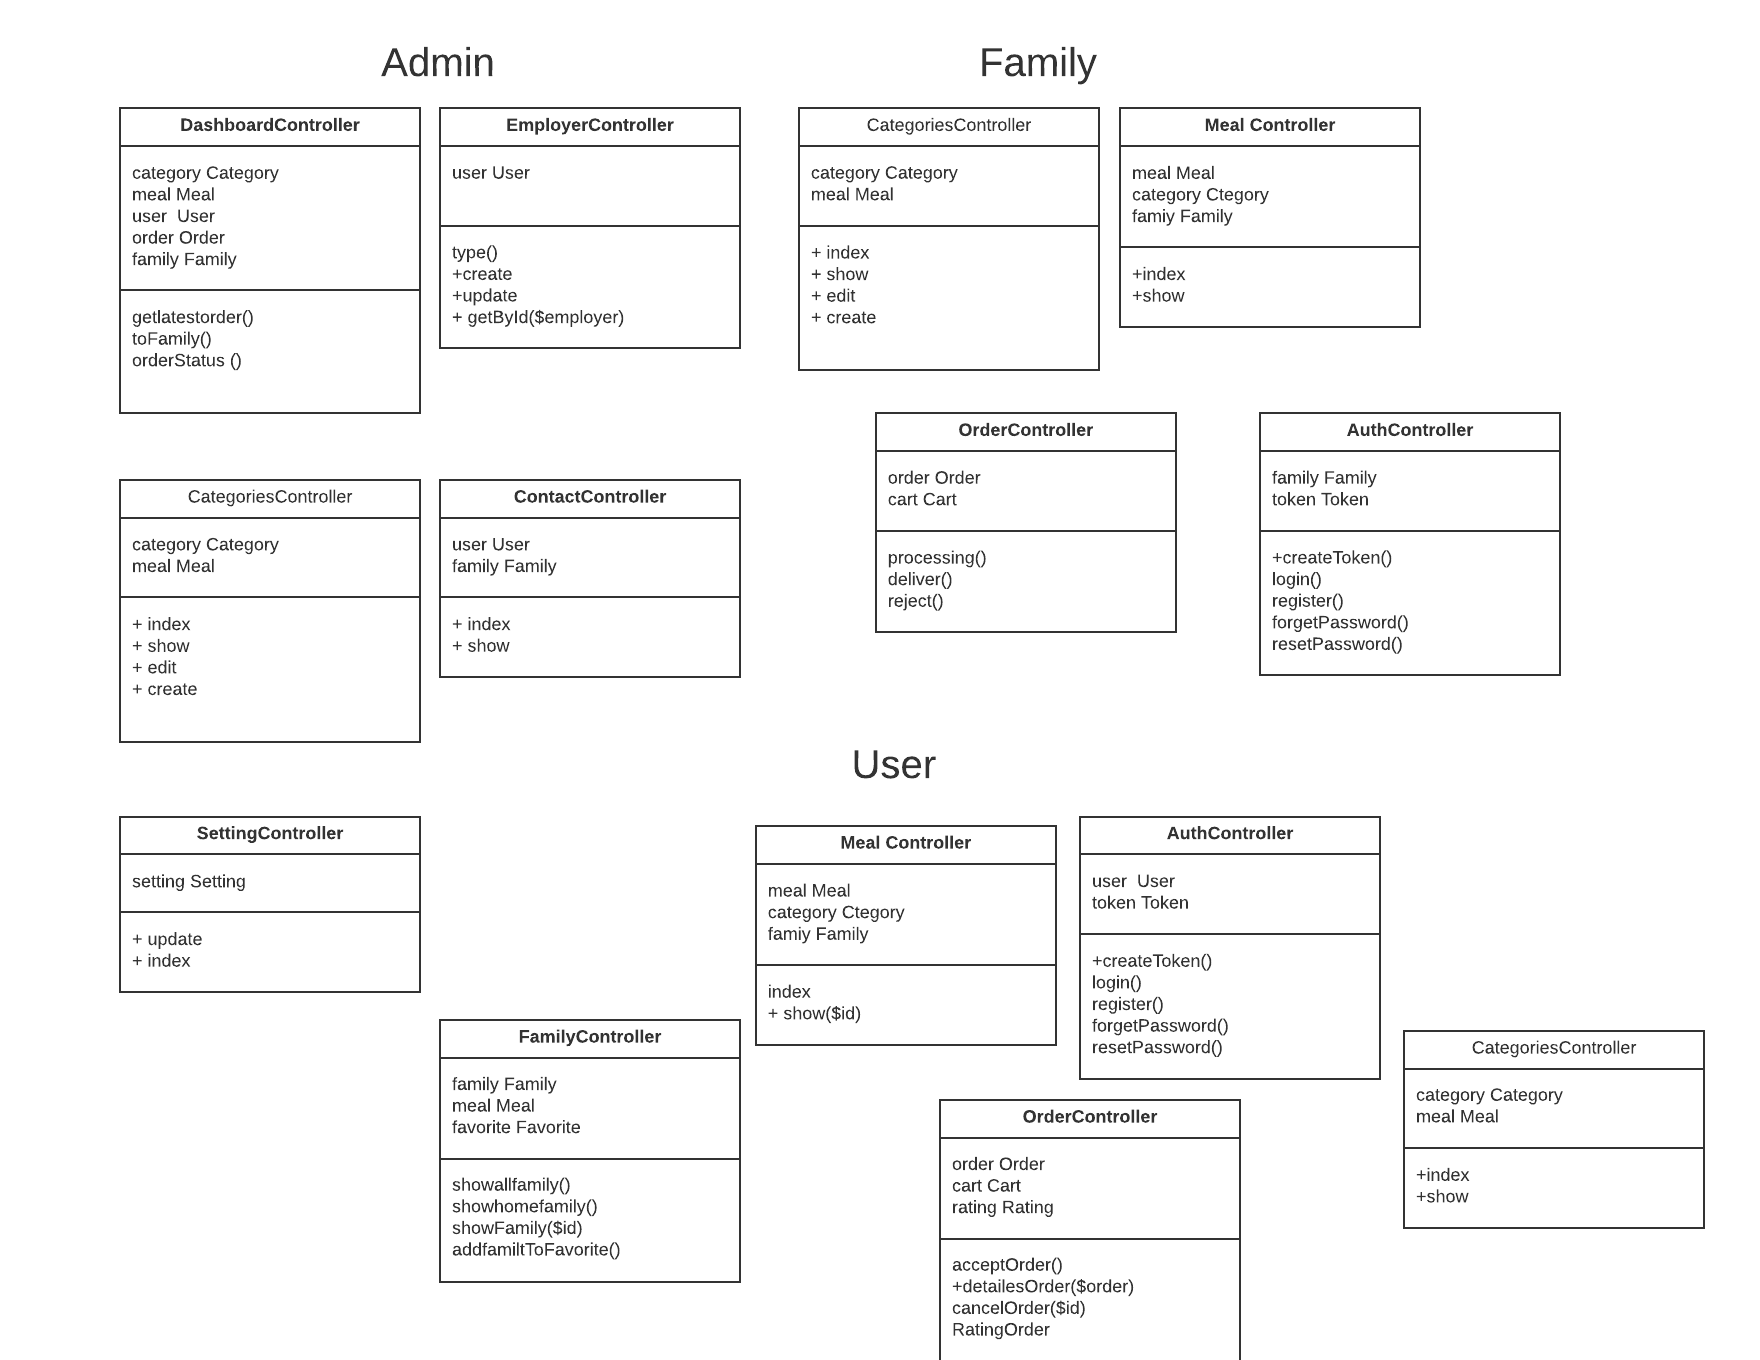 Admin
DashboardController
category Category
meal Meal
user  User
order Order
family Family
getlatestorder()
toFamily()
orderStatus ()
EmployerController
user User
type()
+create
+update
+ getById($employer)
CategoriesController
category Category
meal Meal
+ index
+ show
+ edit
+ create
ContactController
user User
family Family
+ index
+ show
SettingController
setting Setting
+ update
+ index
Family
CategoriesController
category Category
meal Meal
+ index
+ show
+ edit
+ create
Meal Controller
meal Meal
category Ctegory
famiy Family
+index
+show
OrderController
order Order
cart Cart
processing()
deliver()
reject()
AuthController
family Family
token Token
+createToken()
login()
register()
forgetPassword()
resetPassword()
User
FamilyController
family Family
meal Meal
favorite Favorite
showallfamily()
showhomefamily()
showFamily($id)
addfamiltToFavorite()
Meal Controller
meal Meal
category Ctegory
famiy Family
index
+ show($id)
AuthController
user  User
token Token
+createToken()
login()
register()
forgetPassword()
resetPassword()
OrderController
order Order
cart Cart
rating Rating
acceptOrder()
+detailesOrder($order)
cancelOrder($id)
RatingOrder
CategoriesController
category Category
meal Meal
+index
+show